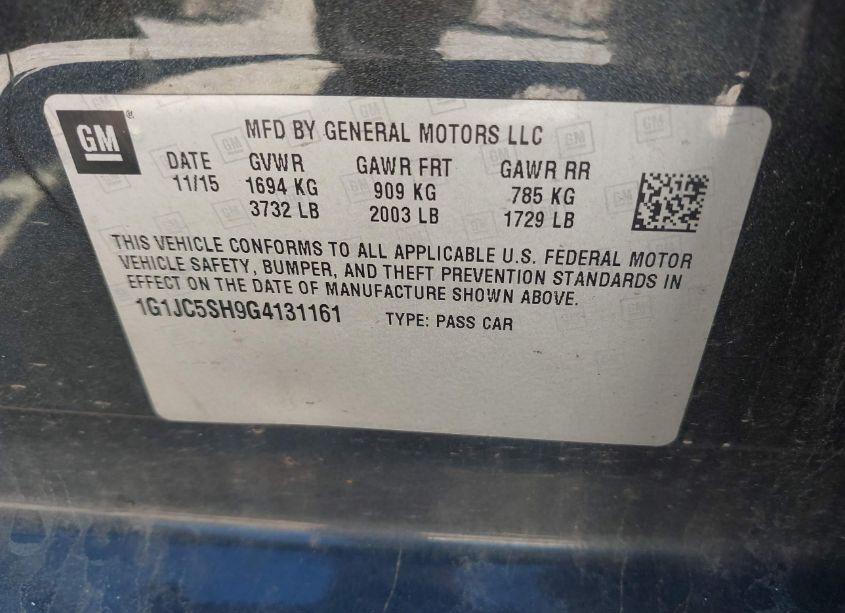 GM
MFD BY GENERAL MOTORS LLC
DATE GVWR GAWR FRT GAWR RR
11/15 1694 KG 909 KG 785 KG
3732 LB 2003 LB 1729 LB
THIS VEHICLE CONFORMS TO ALL APPLICABLE U.S. FEDERAL MOTOR
VEHICLE SAFETY, BUMPER, AND THEFT PREVENTION STANDARDS IN
EFFECT ON THE DATE OF MANUFACTURE SHOWN ABOVE.
1G1JC5SH9G4131161 TYPE: PASS CAR